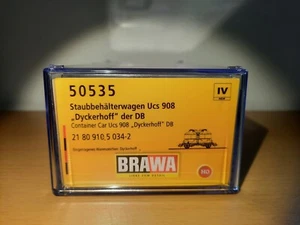 50535
IV
Staubbehälterwagen Ucs 908
„Dyckerhoff" der DB
Container Car Ucs 908 „Dyckerhoff" DB
21 80 910 5 034-2
BRAWA
H0